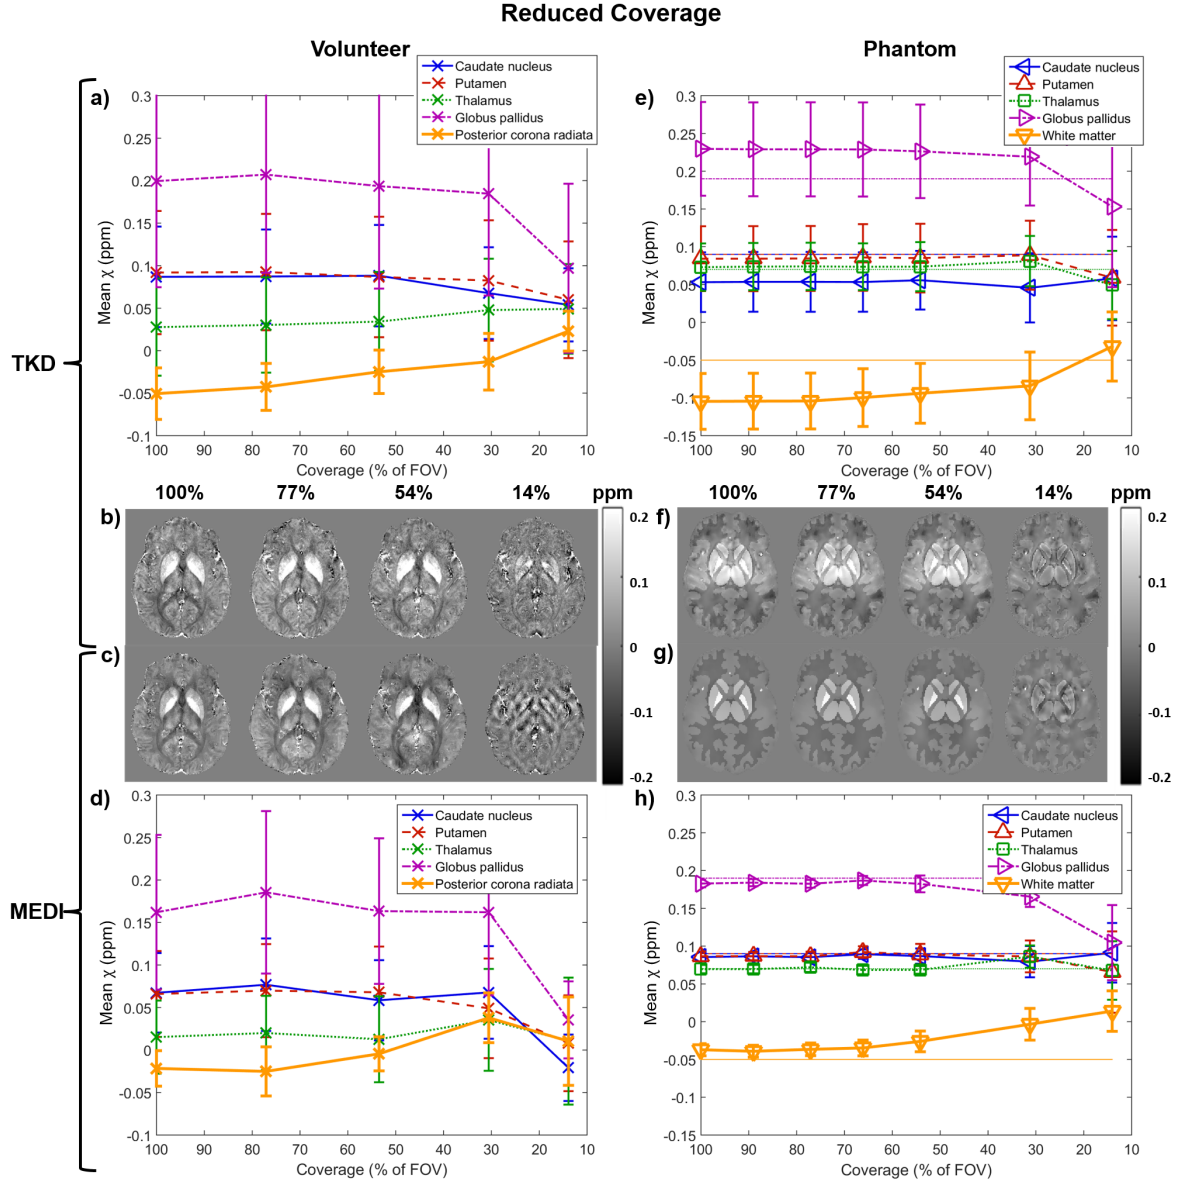 Reduced Coverage
Volunteer
Phantom
TKD
MEDI
a)
Caudate nucleus
Putamen
Thalamus
Globus pallidus
Posterior corona radiata
0.3
0.25
0.2
0.15
0.1
0.05
0
-0.05
-0.1
Mean χ (ppm)
100 90 80 70 60 50 40 30 20 10
Coverage (% of FOV)
e)
Caudate nucleus
Putamen
Thalamus
Globus pallidus
White matter
0.3
0.25
0.2
0.15
0.1
0.05
0
-0.05
-0.1
-0.15
Mean χ (ppm)
100 90 80 70 60 50 40 30 20 10
Coverage (% of FOV)
100% 77% 54% 14% ppm
b)
c)
0.2
0.1
0
-0.1
-0.2
100% 77% 54% 14% ppm
f)
g)
0.2
0.1
0
-0.1
-0.2
d)
Caudate nucleus
Putamen
Thalamus
Globus pallidus
Posterior corona radiata
0.3
0.25
0.2
0.15
0.1
0.05
0
-0.05
-0.1
Mean χ (ppm)
100 90 80 70 60 50 40 30 20 10
Coverage (% of FOV)
h)
Caudate nucleus
Putamen
Thalamus
Globus pallidus
White matter
0.3
0.25
0.2
0.15
0.1
0.05
0
-0.05
-0.1
-0.15
Mean χ (ppm)
100 90 80 70 60 50 40 30 20 10
Coverage (% of FOV)